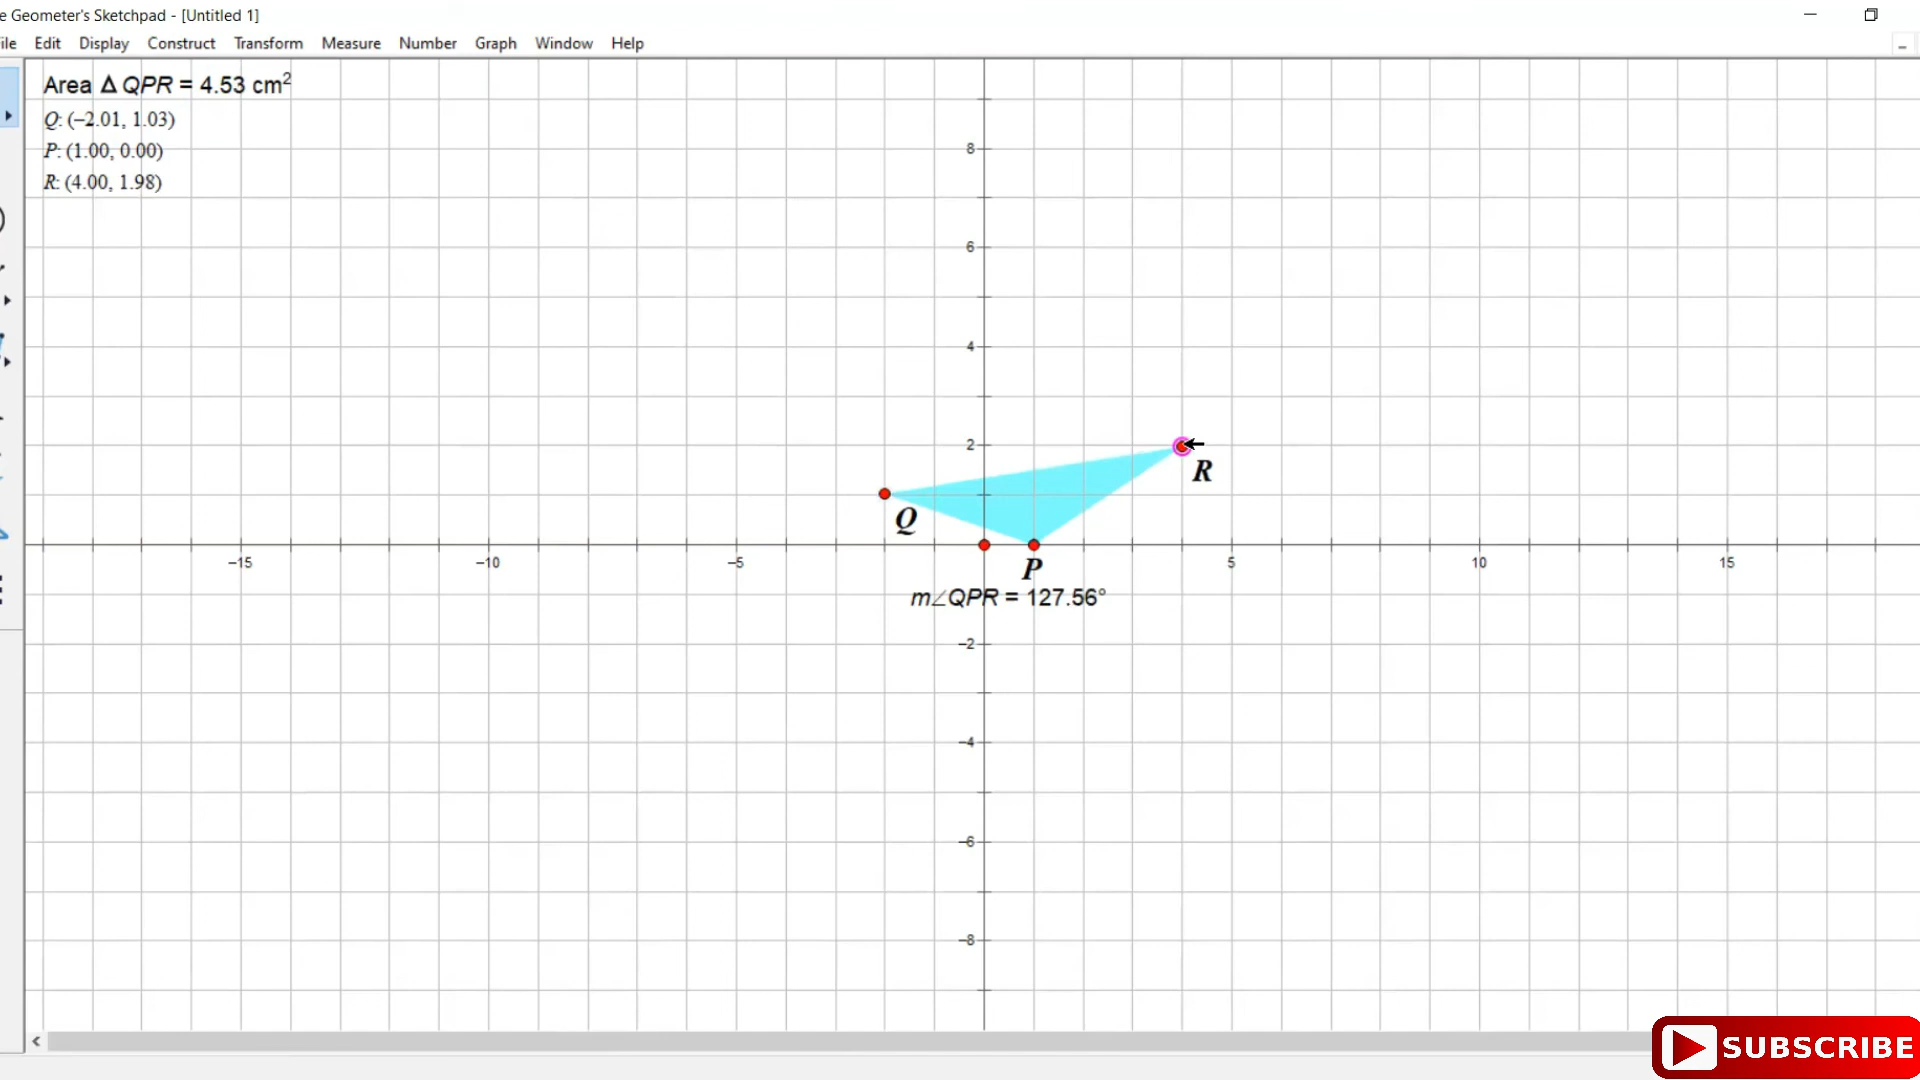 e Geometer's Sketchpad - [Untitled 1]
ile Edit Display Construct Transform Measure Number Graph Window Help
Area Δ QPR = 4.53 cm²
Q: (−2.01, 1.03)
P: (1.00, 0.00)
R: (4.00, 1.98)
8
6
4
2
R
Q
−15 −10 −5 5 10 15
P
m∠QPR = 127.56°
−2
−4
−6
−8
SUBSCRIBE